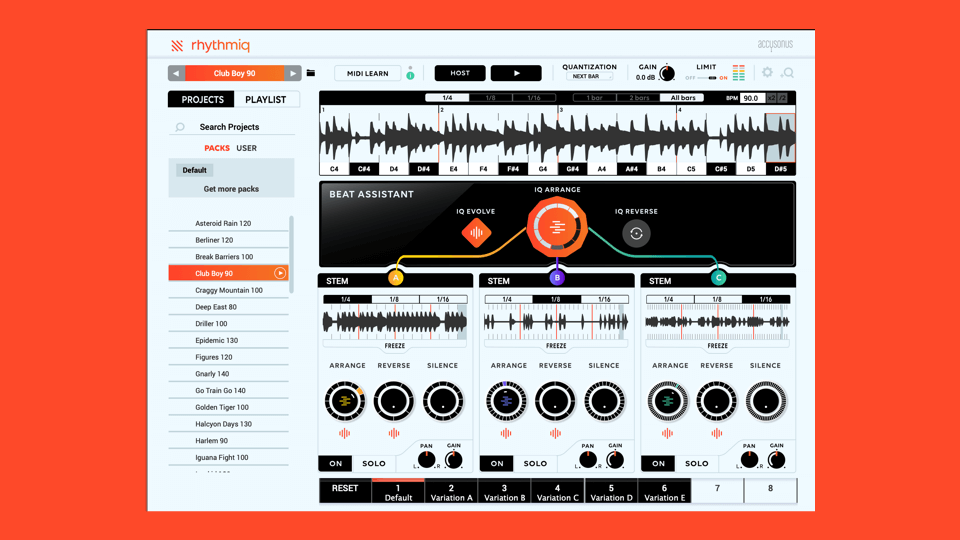 rhythmiq
accusonus
Club Boy 90
MIDI LEARN
HOST
QUANTIZATION
NEXT BAR
GAIN
0.0 dB
LIMIT
OFF ON
PROJECTS PLAYLIST
Search Projects
PACKS USER
Default
Get more packs
Asteroid Rain 120
Berliner 120
Break Barriers 100
Club Boy 90
Craggy Mountain 100
Deep East 80
Driller 100
Epidemic 130
Figures 120
Gnarly 140
Go Train Go 140
Golden Tiger 100
Halcyon Days 130
Harlem 90
Iguana Fight 100
1/4 1/8 1/16
1 bar 2 bars All bars
BPM 90.0 x2 /2
1 2 3 4
C4 C#4 D4 D#4 E4 F4 F#4 G4 G#4 A4 A#4 B4 C5 C#5 D5 D#5
BEAT ASSISTANT
IQ EVOLVE
IQ ARRANGE
IQ REVERSE
STEM A
1/4 1/8 1/16
FREEZE
ARRANGE REVERSE SILENCE
PAN GAIN
L R
ON SOLO
STEM B
1/4 1/8 1/16
FREEZE
ARRANGE REVERSE SILENCE
PAN GAIN
L R
ON SOLO
STEM C
1/4 1/8 1/16
FREEZE
ARRANGE REVERSE SILENCE
PAN GAIN
L R
ON SOLO
RESET
1
Default
2
Variation A
3
Variation B
4
Variation C
5
Variation D
6
Variation E
7
8